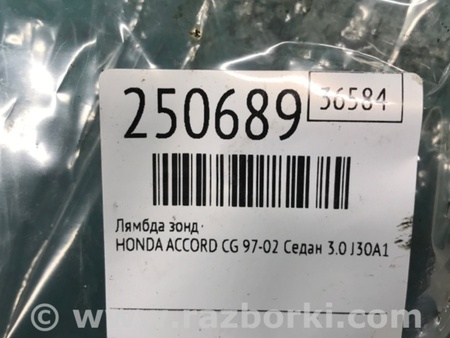 250689 36584
Лямбда зонд
HONDA ACCORD CG 97-02 Седан 3.0 J30A1
© www.razborki.com